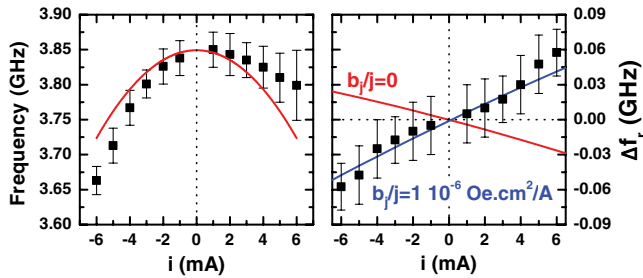 3.90
3.85
3.80
3.75
3.70
3.65
3.60
Frequency (GHz)
-6 -4 -2 0 2 4 6
i (mA)
b_j/j=0
b_j/j=1 10^-6 Oe.cm^2/A
-6 -4 -2 0 2 4 6
i (mA)
0.09
0.06
0.03
0.00
-0.03
-0.06
-0.09
Δf_r